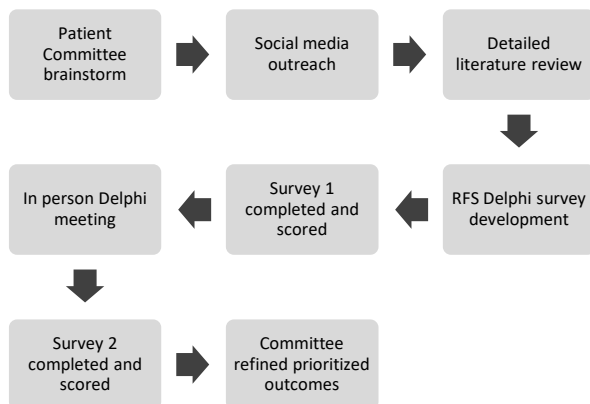 Patient
Committee
brainstorm
Social media
outreach
Detailed
literature review
RFS Delphi survey
development
Survey 1
completed and
scored
In person Delphi
meeting
Survey 2
completed and
scored
Committee
refined prioritized
outcomes